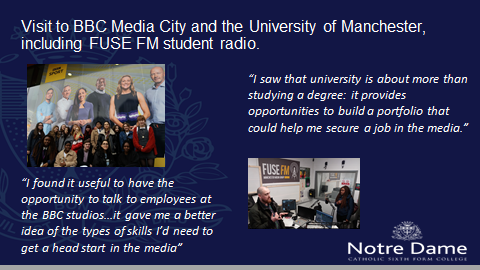 Visit to BBC Media City and the University of Manchester,
including FUSE FM student radio.
“I saw that university is about more than
studying a degree: it provides
opportunities to build a portfolio that
could help me secure a job in the media.”
“I found it useful to have the
opportunity to talk to employees at
the BBC studios...it gave me a better
idea of the types of skills I’d need to
get a head start in the media”
SPORT
FUSE FM
Notre Dame
CATHOLIC SIXTH FORM COLLEGE